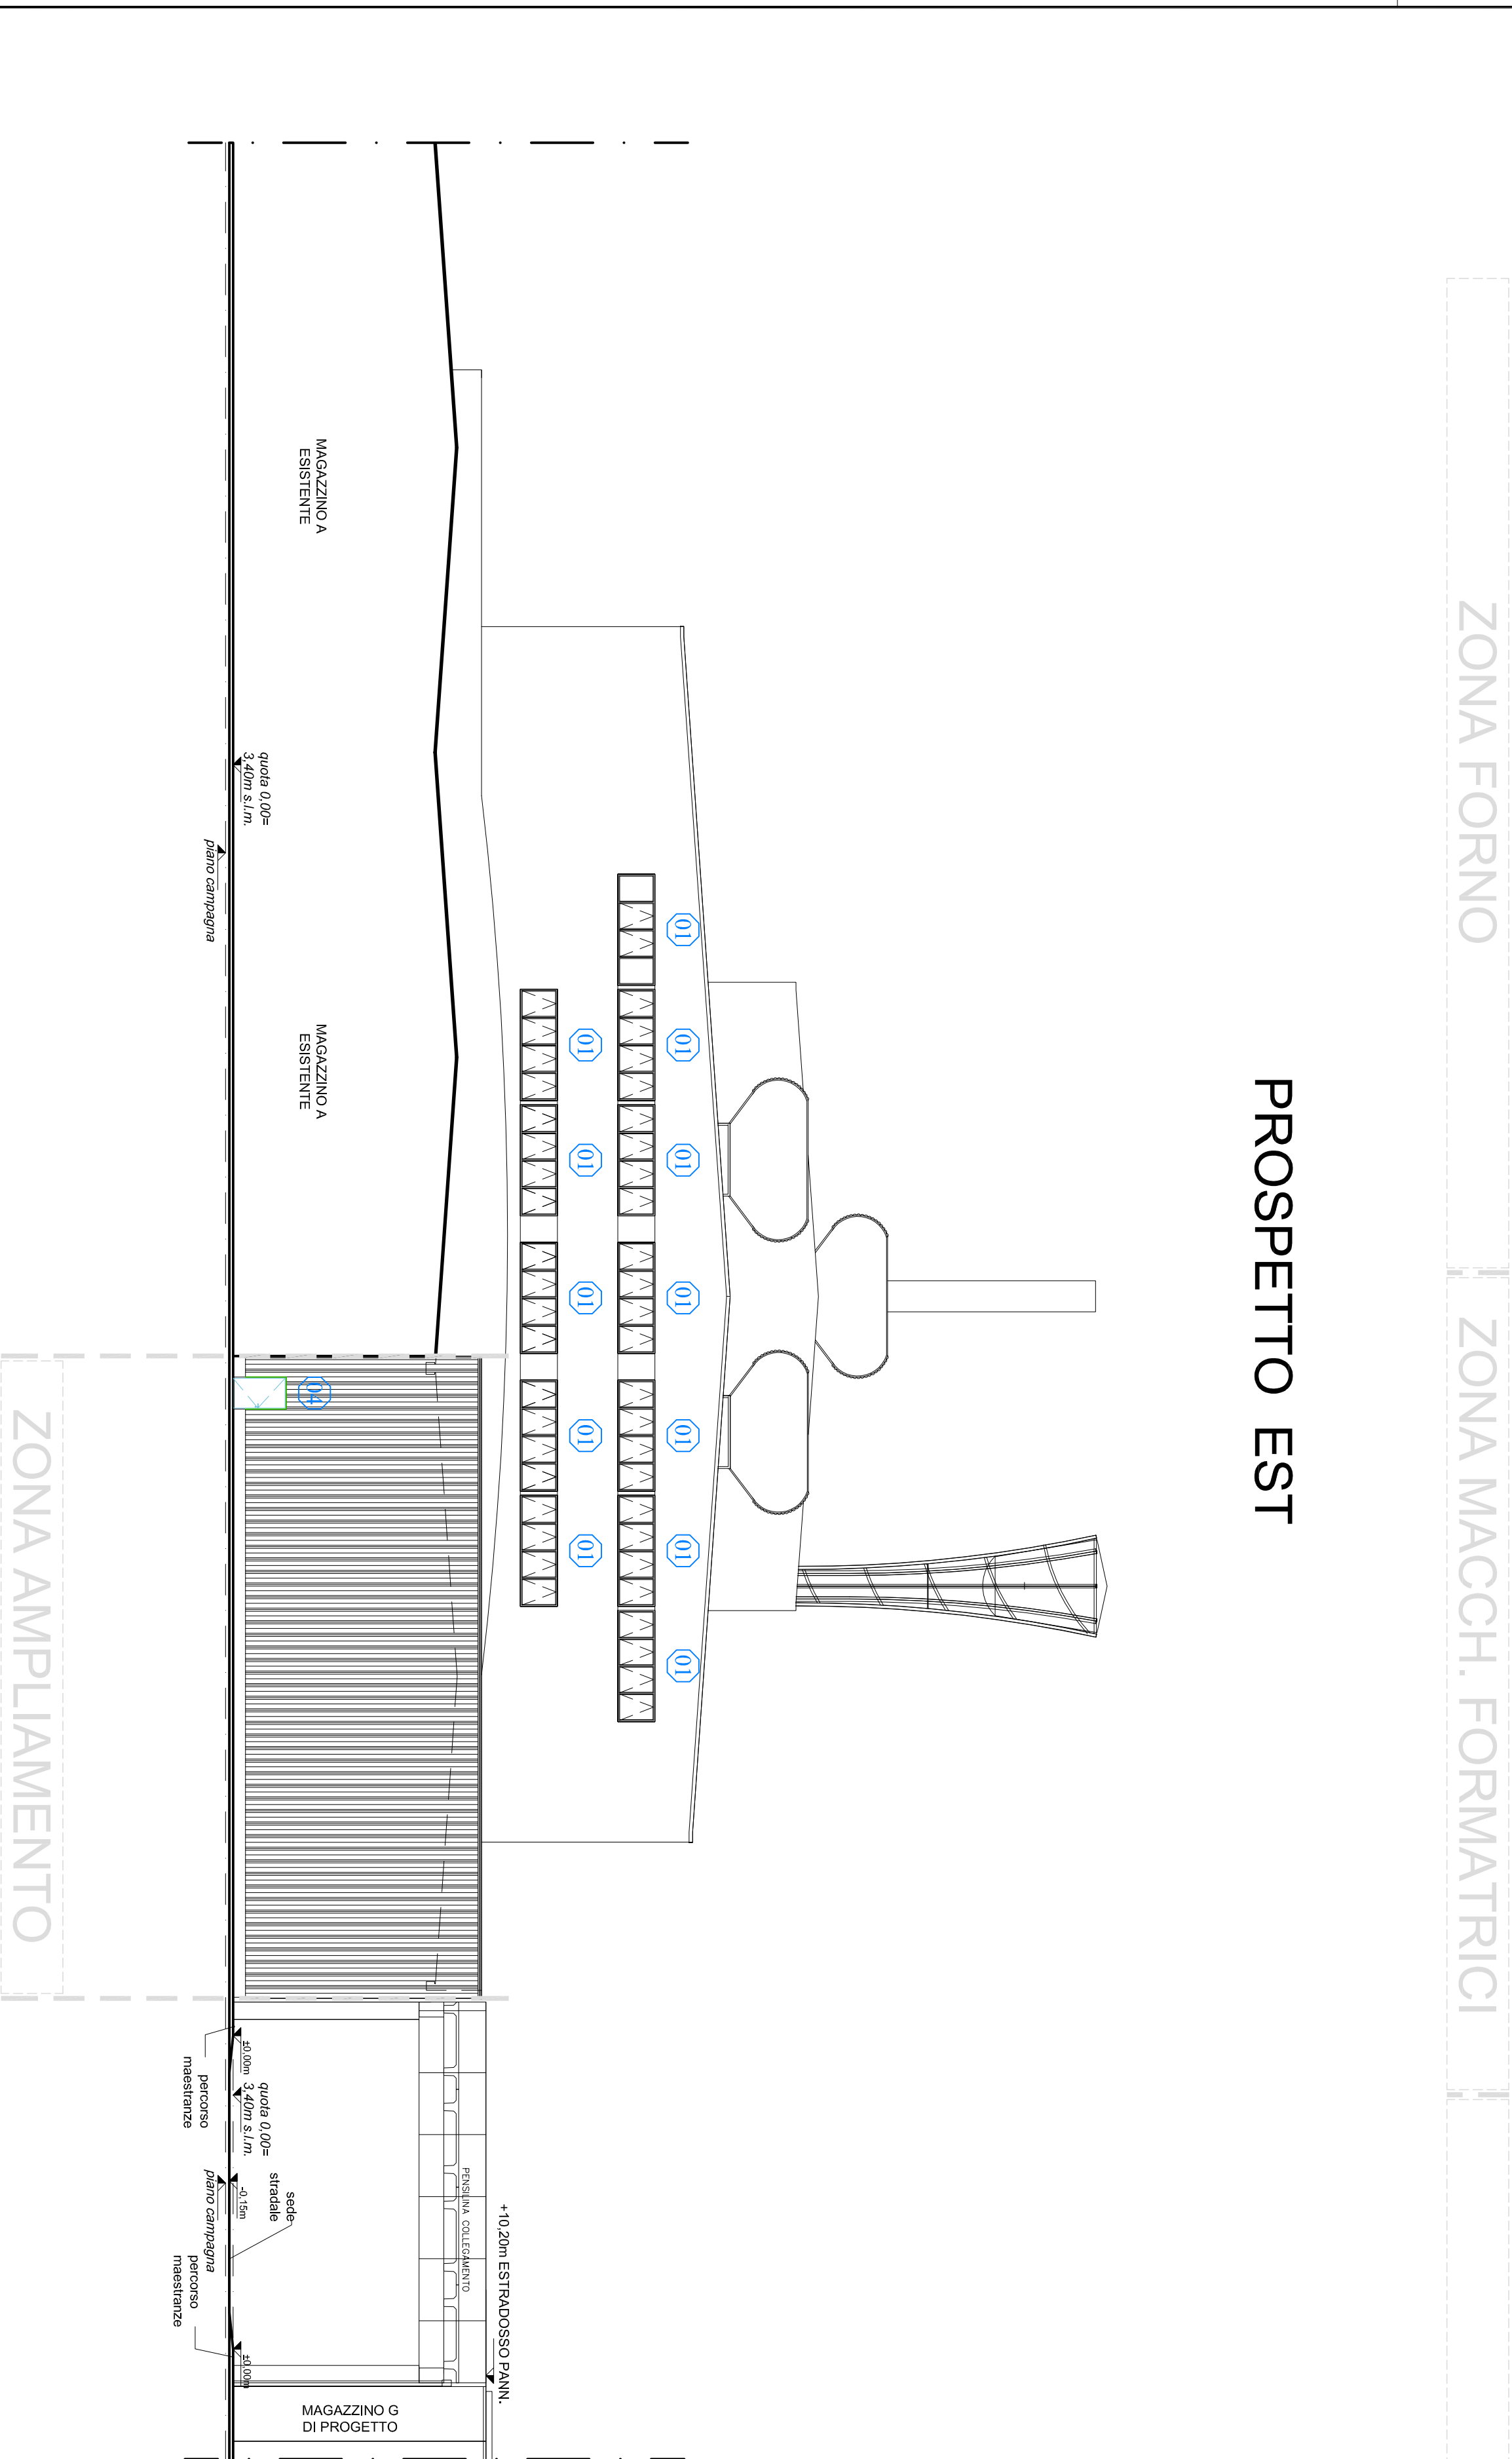 ZONA FORNO
ZONA MACCH. FORMATRICI
PROSPETTO EST
01
01
01
01
01
01
01
01
01
01
01
01
+10,20m ESTRADOSSO PANN.
PENSILINA COLLEGAMENTO
MAGAZZINO A
ESISTENTE
MAGAZZINO A
ESISTENTE
04
MAGAZZINO G
DI PROGETTO
quota 0,00=
3,40m s.l.m.
piano campagna
±0,00m
quota 0,00=
3,40m s.l.m.
sede
stradale
-0,15m
±0,00m
percorso
maestranze
piano campagna
percorso
maestranze
ZONA AMPLIAMENTO